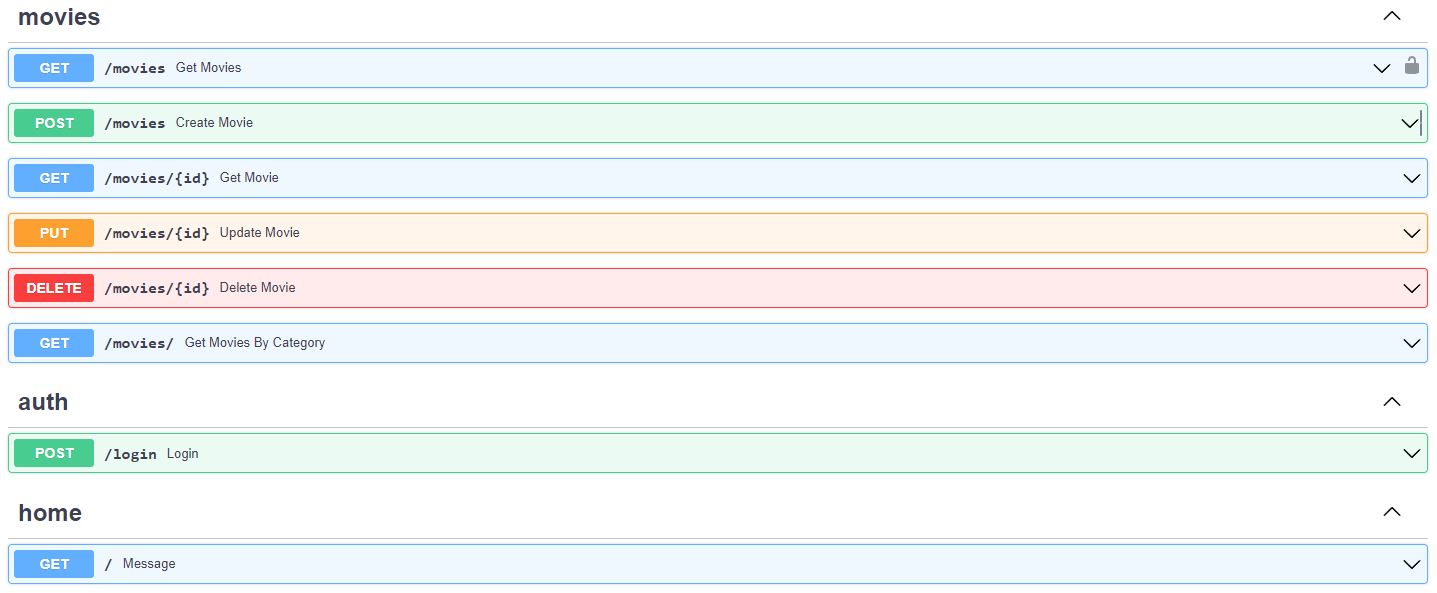 movies
GET /movies Get Movies
POST /movies Create Movie
GET /movies/{id} Get Movie
PUT /movies/{id} Update Movie
DELETE /movies/{id} Delete Movie
GET /movies/ Get Movies By Category
auth
POST /login Login
home
GET / Message